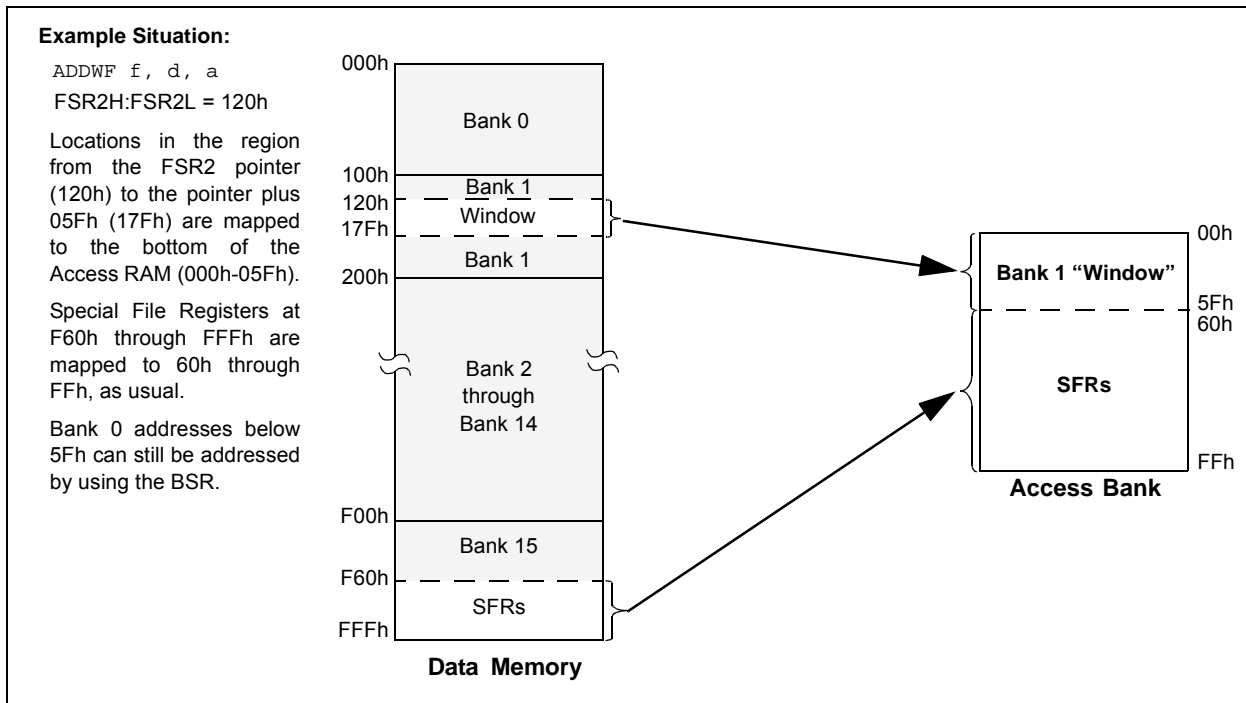 Example Situation:
ADDWF f, d, a
FSR2H:FSR2L = 120h
Locations in the region
from the FSR2 pointer
(120h) to the pointer plus
05Fh (17Fh) are mapped
to the bottom of the
Access RAM (000h-05Fh).
Special File Registers at
F60h through FFFh are
mapped to 60h through
FFh, as usual.
Bank 0 addresses below
5Fh can still be addressed
by using the BSR.
000h
Bank 0
100h
Bank 1
120h
Window
17Fh
Bank 1
200h
Bank 2
through
Bank 14
F00h
Bank 15
F60h
SFRs
FFFh
Data Memory
00h
Bank 1 “Window”
5Fh
60h
SFRs
FFh
Access Bank